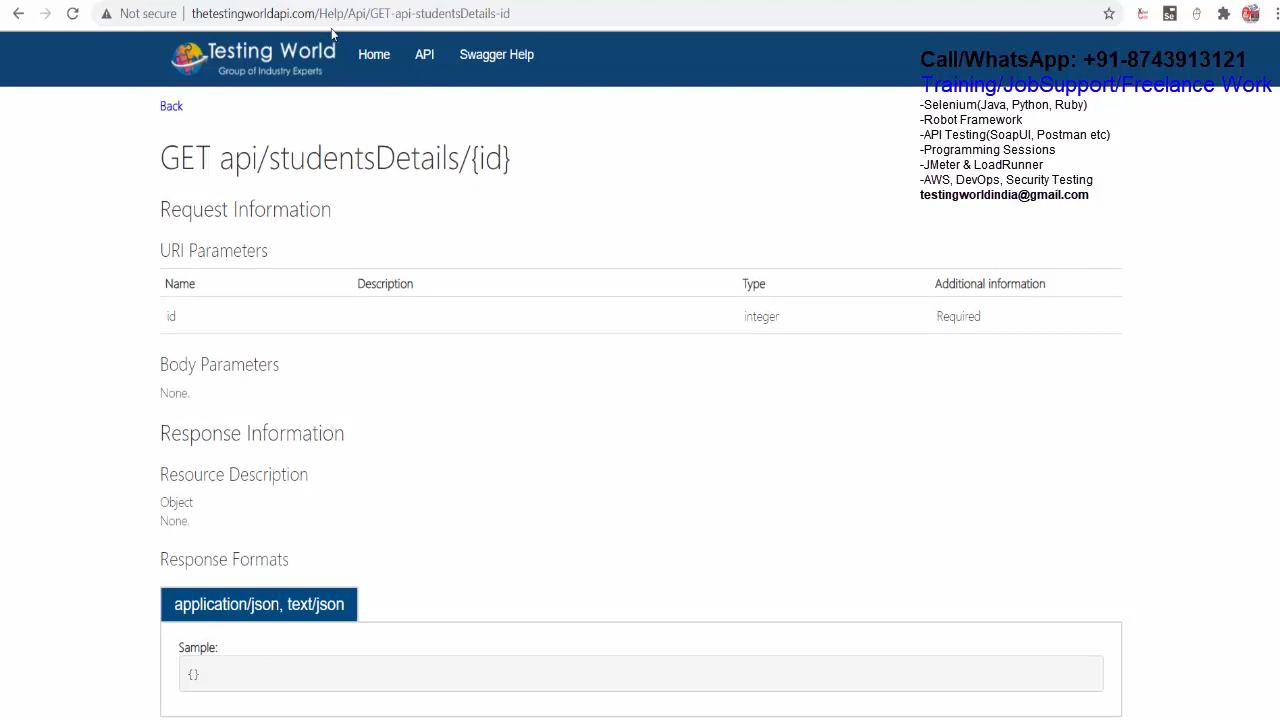 Not secure | thetestingworldapi.com/Help/Api/GET-api-studentsDetails-id
Testing World
Group of Industry Experts
Home API Swagger Help
Call/WhatsApp: +91-8743913121
Training/JobSupport/Freelance Work
-Selenium(Java, Python, Ruby)
-Robot Framework
-API Testing(SoapUI, Postman etc)
-Programming Sessions
-JMeter & LoadRunner
-AWS, DevOps, Security Testing
testingworldindia@gmail.com
Back
GET api/studentsDetails/{id}
Request Information
URI Parameters
Name Description Type Additional information
id integer Required
Body Parameters
None.
Response Information
Resource Description
Object
None.
Response Formats
application/json, text/json
Sample:
{}